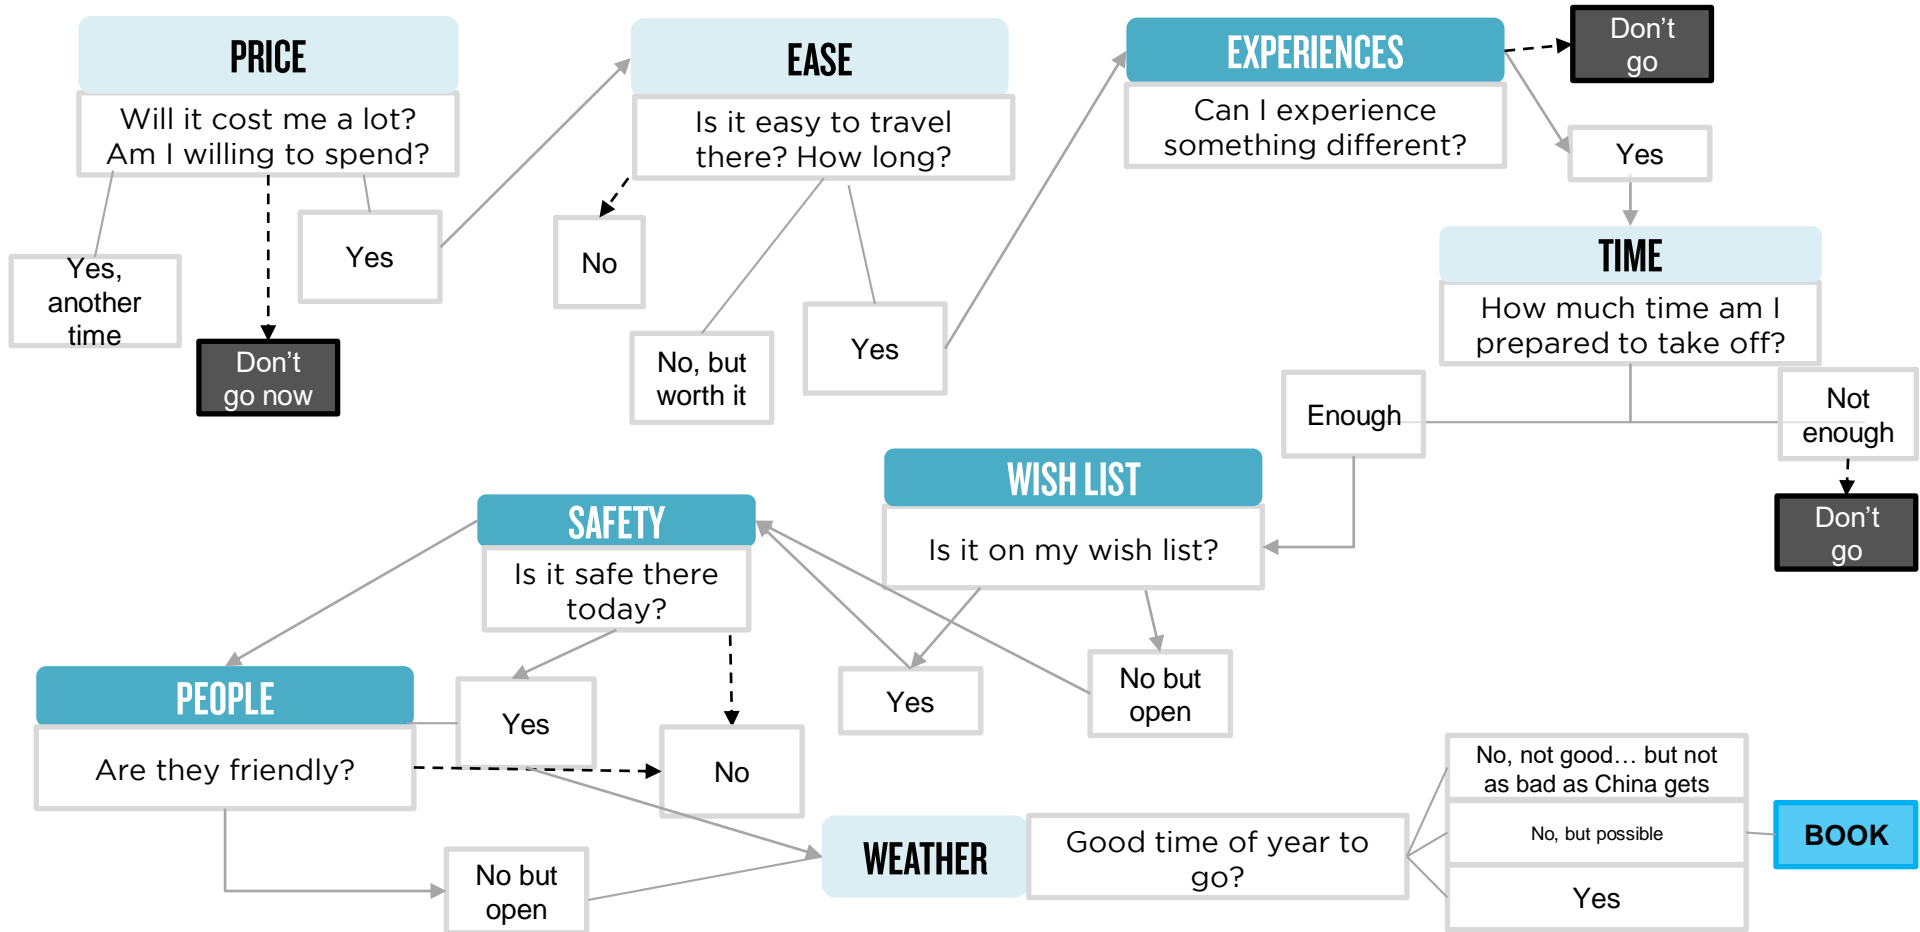 PRICE
Will it cost me a lot?
Am I willing to spend?
Yes,
another
time
Don't
go now
Yes
EASE
Is it easy to travel
there? How long?
No
No, but
worth it
Yes
EXPERIENCES
Can I experience
something different?
Don't
go
Yes
TIME
How much time am I
prepared to take off?
Enough
Not
enough
Don't
go
WISH LIST
Is it on my wish list?
Yes
No but
open
SAFETY
Is it safe there
today?
Yes
No
PEOPLE
Are they friendly?
No but
open
WEATHER
Good time of year to
go?
No, not good... but not
as bad as China gets
No, but possible
Yes
BOOK